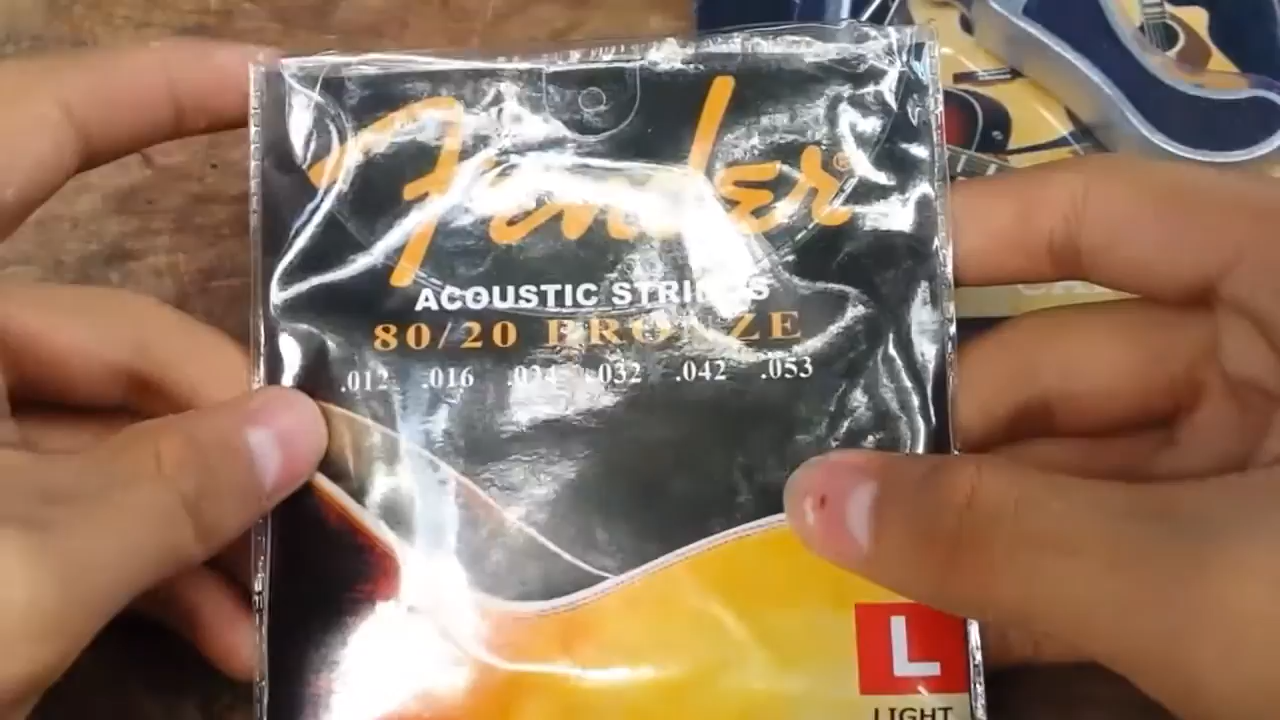 Fender®
ACOUSTIC STRINGS
80/20 BRONZE
.012 .016 .024 .032 .042 .053
L
LIGHT